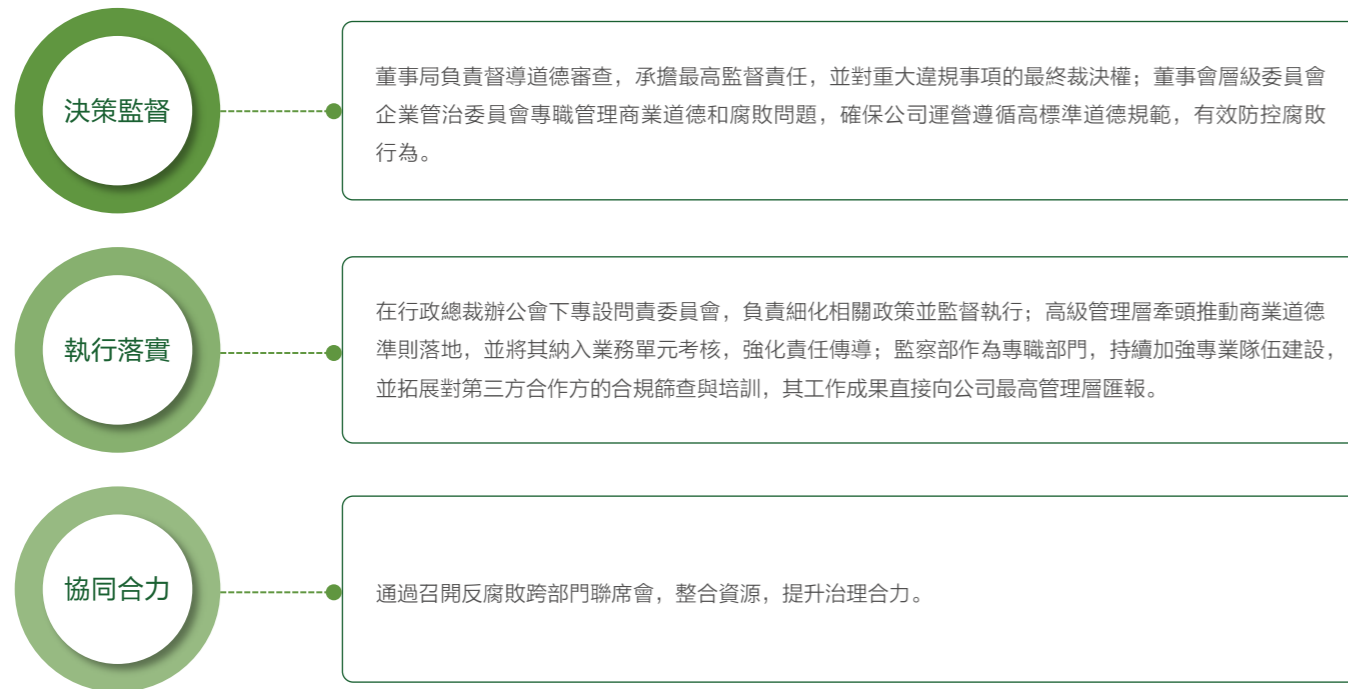 決策監督
董事局負責督導道德審查，承擔最高監督責任，並對重大違規事項的最終裁決權；董事會層級委員會
企業管治委員會專職管理商業道德和腐敗問題，確保公司運營遵循高標準道德規範，有效防控腐敗
行為。
執行落實
在行政總裁辦公會下專設問責委員會，負責細化相關政策並監督執行；高級管理層牽頭推動商業道德
準則落地，並將其納入業務單元考核，強化責任傳導；監察部作為專職部門，持續加強專業隊伍建設，
並拓展對第三方合作方的合規篩查與培訓，其工作成果直接向公司最高管理層匯報。
協同合力
通過召開反腐敗跨部門聯席會，整合資源，提升治理合力。